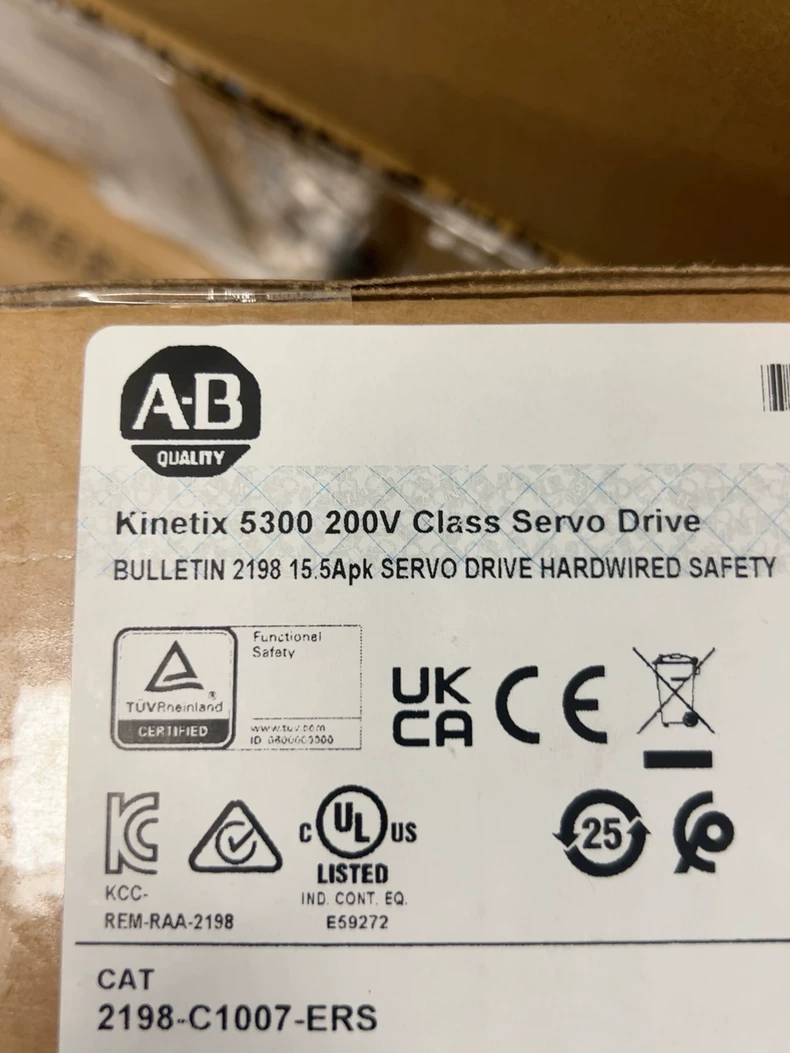 A-B
QUALITY
Kinetix 5300 200V Class Servo Drive
BULLETIN 2198 15.5Apk SERVO DRIVE HARDWIRED SAFETY
Functional
Safety
TÜVRheinland
®
CERTIFIED
www.tuv.com
ID
UK
CA
CE
KC
KCC-
REM-RAA-2198
C UL US
LISTED
IND. CONT. EQ.
E59272
25
CAT
2198-C1007-ERS